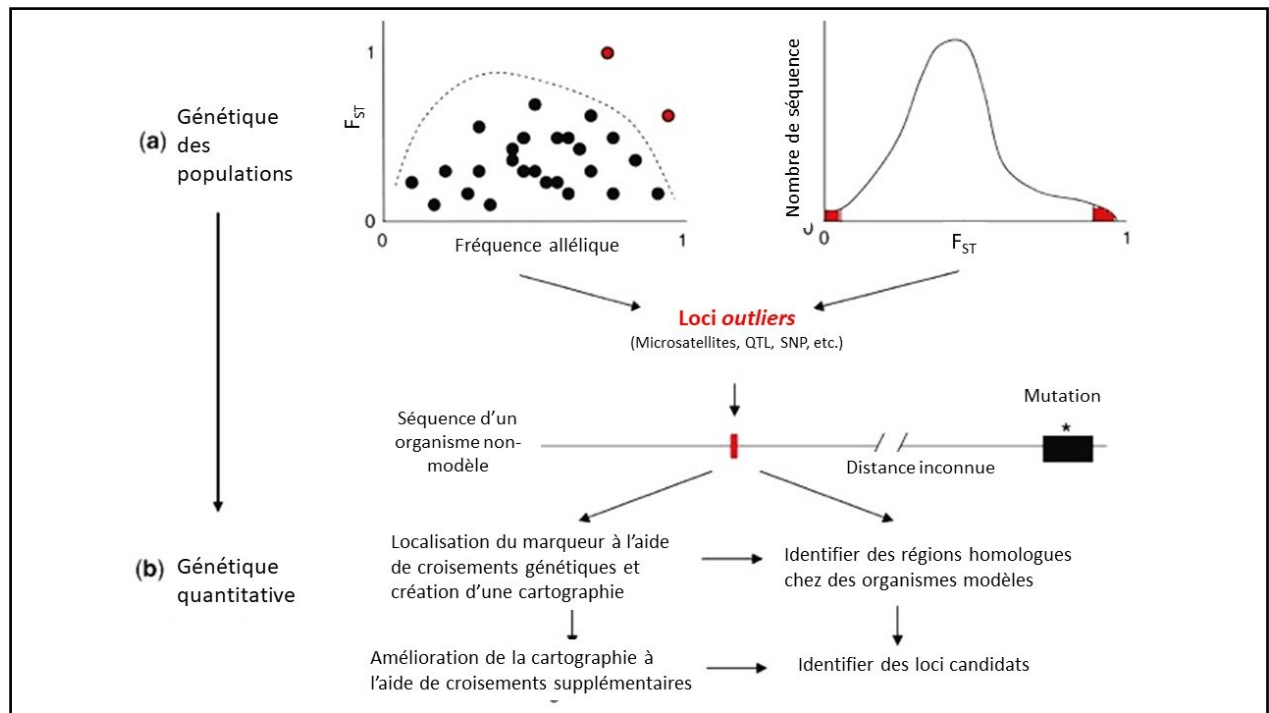 (a) Génétique
des
populations
1
F_ST
0
0
Fréquence allélique
1
Nombre de séquence
0
F_ST
1
Loci outliers
(Microsatellites, QTL, SNP, etc.)
Séquence d’un
organisme non-
modèle
Mutation
*
Distance inconnue
(b) Génétique
quantitative
Localisation du marqueur à l’aide
de croisements génétiques et
création d’une cartographie
Identifier des régions homologues
chez des organismes modèles
Amélioration de la cartographie à
l’aide de croisements supplémentaires
Identifier des loci candidats